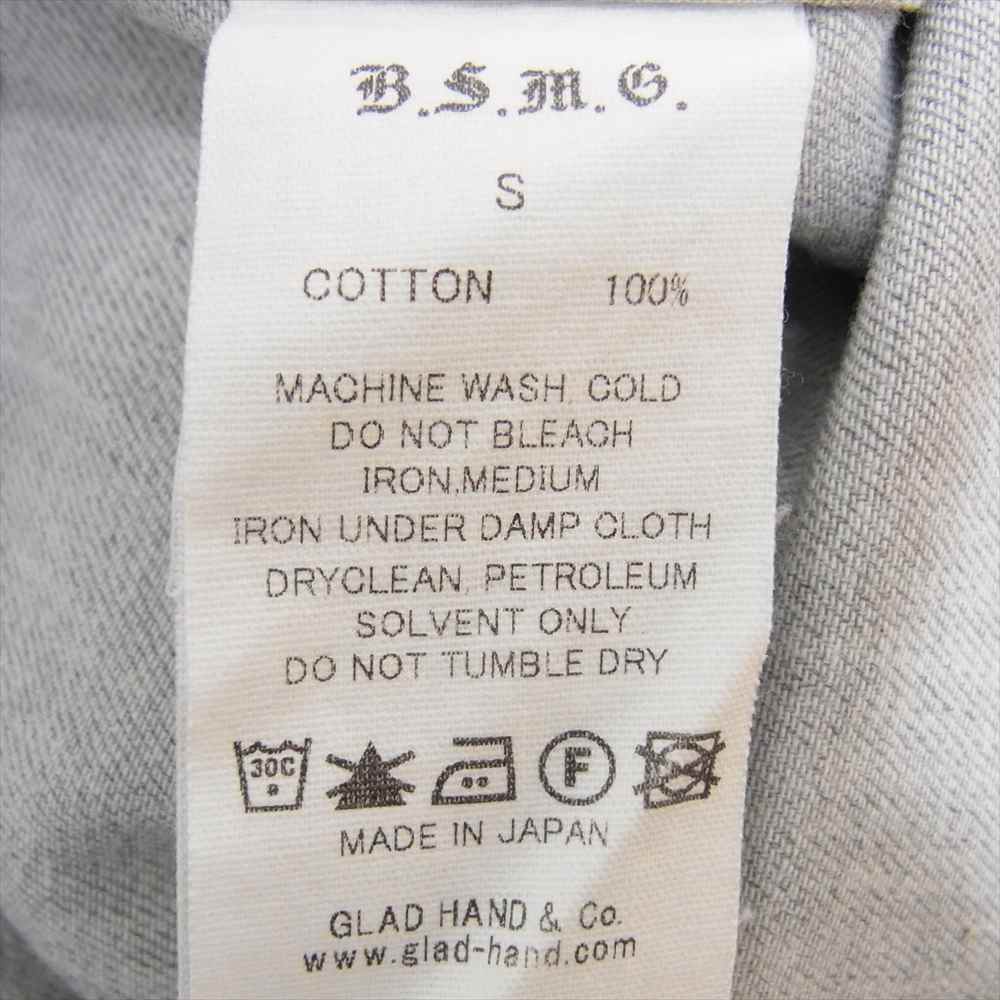 B.S.M.G.
S
COTTON 100%
MACHINE WASH, COLD
DO NOT BLEACH
IRON,MEDIUM
IRON UNDER DAMP CLOTH
DRYCLEAN, PETROLEUM
SOLVENT ONLY
DO NOT TUMBLE DRY
30C F
MADE IN JAPAN
GLAD HAND & Co.
www.glad-hand.com